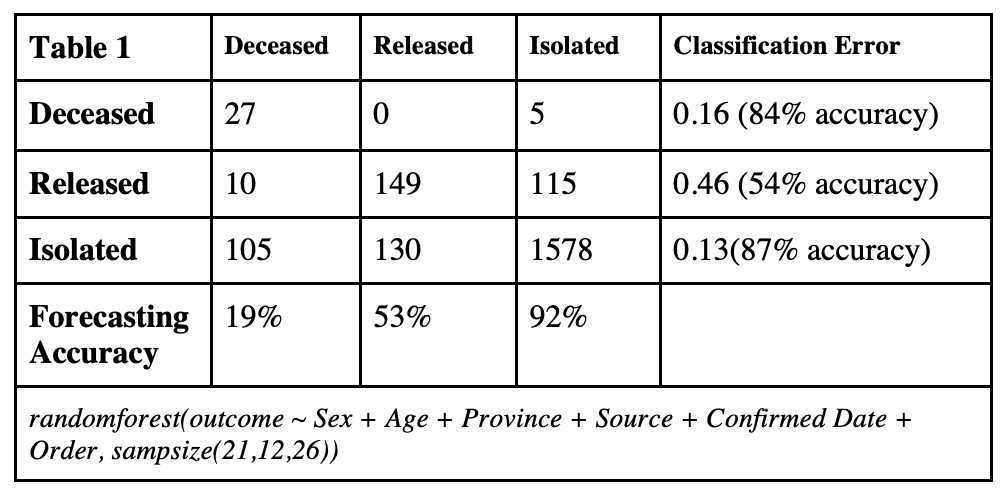 Table 1 Deceased Released Isolated Classification Error
Deceased 27 0 5 0.16 (84% accuracy)
Released 10 149 115 0.46 (54% accuracy)
Isolated 105 130 1578 0.13(87% accuracy)
Forecasting 19% 53% 92%
Accuracy
randomforest(outcome ~ Sex + Age + Province + Source + Confirmed Date +
Order, sampsize(21,12,26))